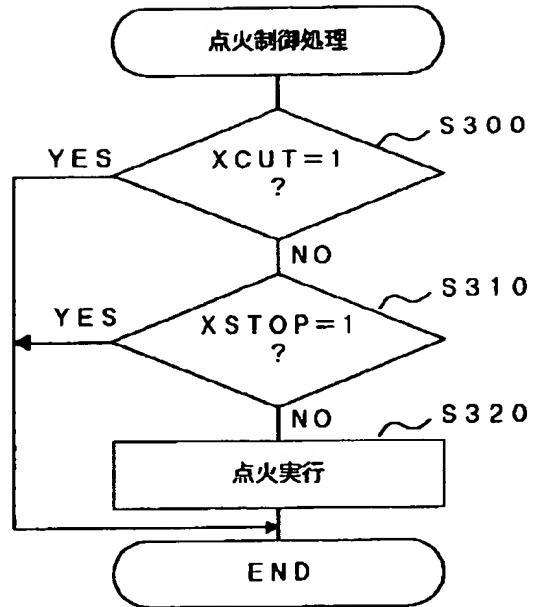 点火制御処理
S300
YES
XCUT=1
?
NO
S310
YES
XSTOP=1
?
NO
S320
点火実行
END